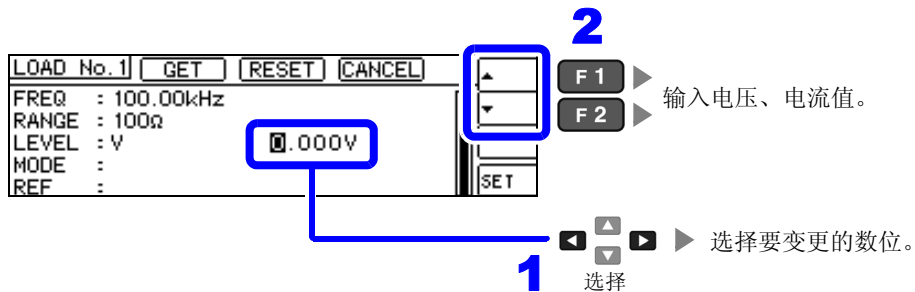 2
LOAD No.1 GET RESET CANCEL
FREQ : 100.00kHz
RANGE : 100Ω
LEVEL : V
0.000V
MODE :
REF :
SET
F1
F2
输入电压、电流值。
1
选择要变更的数位。
选择